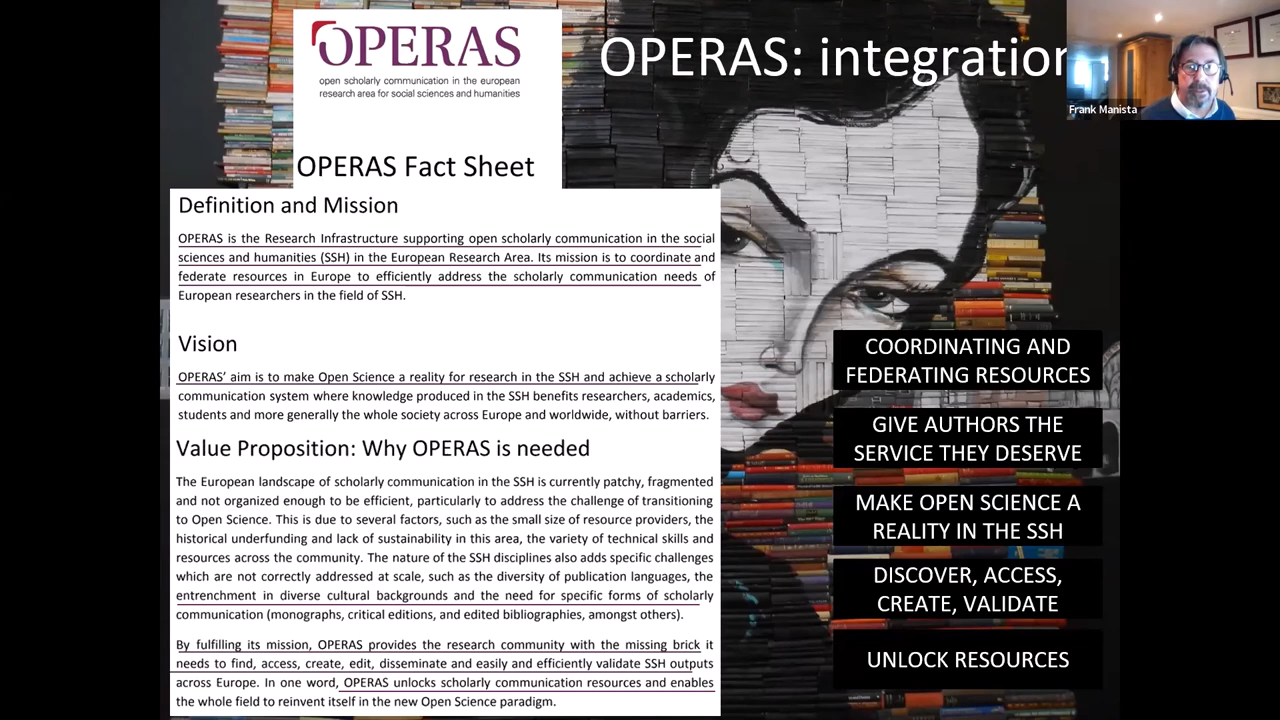 OPERAS
open scholarly communication in the european
research area for social sciences and humanities
OPERAS: integration
Frank Manista
OPERAS Fact Sheet
Definition and Mission
OPERAS is the Research Infrastructure supporting open scholarly communication in the social
sciences and humanities (SSH) in the European Research Area. Its mission is to coordinate and
federate resources in Europe to efficiently address the scholarly communication needs of
European researchers in the field of SSH.
Vision
OPERAS' aim is to make Open Science a reality for research in the SSH and achieve a scholarly
communication system where knowledge produced in the SSH benefits researchers, academics,
students and more generally the whole society across Europe and worldwide, without barriers.
Value Proposition: Why OPERAS is needed
The European landscape of scholarly communication in the SSH is currently patchy, fragmented
and not organized enough to be efficient, particularly to address the challenge of transitioning
to Open Science. This is due to several factors, such as the small size of resource providers, the
historical underfunding and lack of sustainability in this area, the variety of technical skills and
resources across the community. The nature of the SSH disciplines also adds specific challenges
which are not correctly addressed at scale, such as the diversity of publication languages, the
entrenchment in diverse cultural backgrounds and the need for specific forms of scholarly
communication (monographs, critical editions, and edited bibliographies, amongst others).
By fulfilling its mission, OPERAS provides the research community with the missing brick it
needs to find, access, create, edit, disseminate and easily and efficiently validate SSH outputs
across Europe. In one word, OPERAS unlocks scholarly communication resources and enables
the whole field to reinvent itself in the new Open Science paradigm.
COORDINATING AND
FEDERATING RESOURCES
GIVE AUTHORS THE
SERVICE THEY DESERVE
MAKE OPEN SCIENCE A
REALITY IN THE SSH
DISCOVER, ACCESS,
CREATE, VALIDATE
UNLOCK RESOURCES